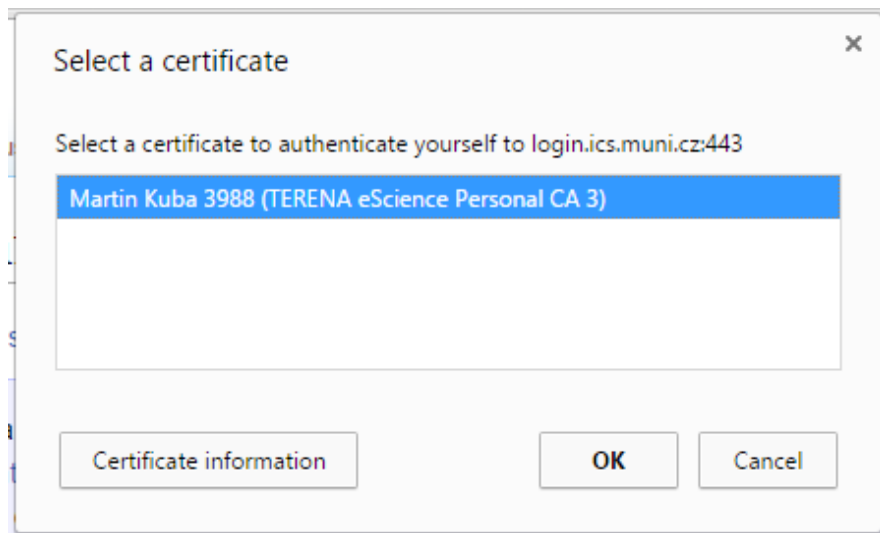 Select a certificate
Select a certificate to authenticate yourself to login.ics.muni.cz:443
Martin Kuba 3988 (TERENA eScience Personal CA 3)
Certificate information
OK
Cancel